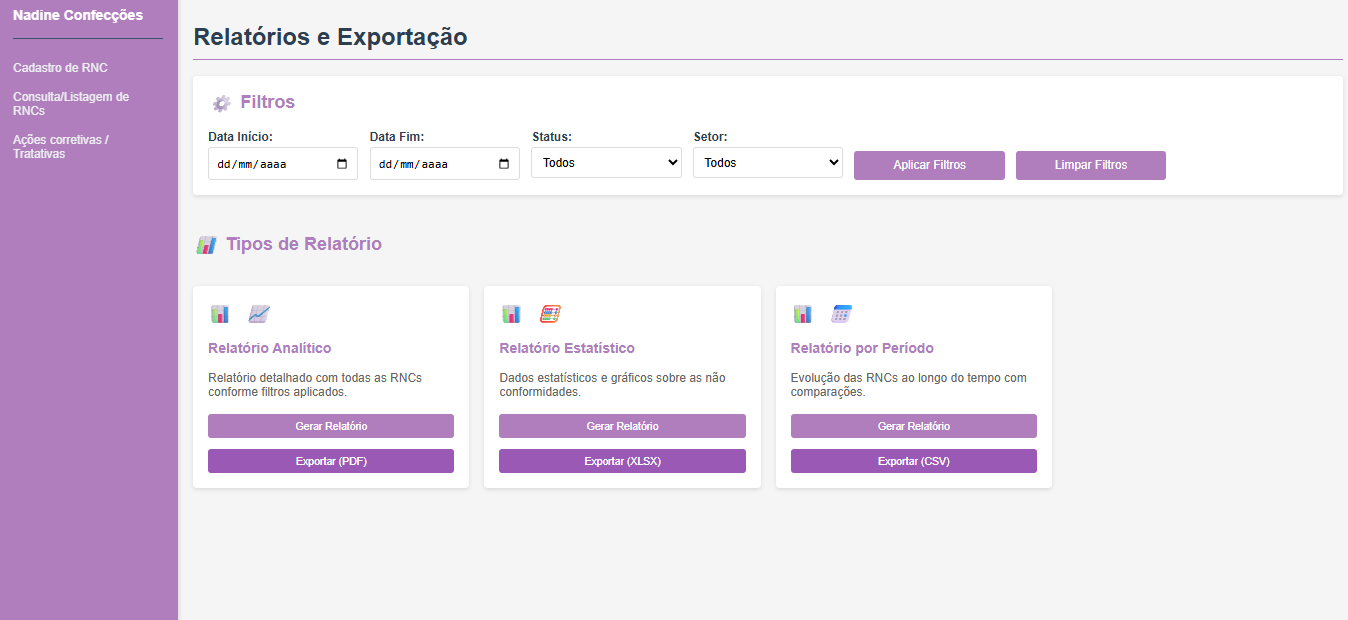 Nadine Confecções
Cadastro de RNC
Consulta/Listagem de
RNCs
Ações corretivas /
Tratativas
Relatórios e Exportação
Filtros
Data Início:
Data Fim:
Status:
Setor:
dd/mm/aaaa
dd/mm/aaaa
Todos
Todos
Aplicar Filtros
Limpar Filtros
Tipos de Relatório
Relatório Analítico
Relatório detalhado com todas as RNCs
conforme filtros aplicados.
Gerar Relatório
Exportar (PDF)
Relatório Estatístico
Dados estatísticos e gráficos sobre as não
conformidades.
Gerar Relatório
Exportar (XLSX)
Relatório por Período
Evolução das RNCs ao longo do tempo com
comparações.
Gerar Relatório
Exportar (CSV)